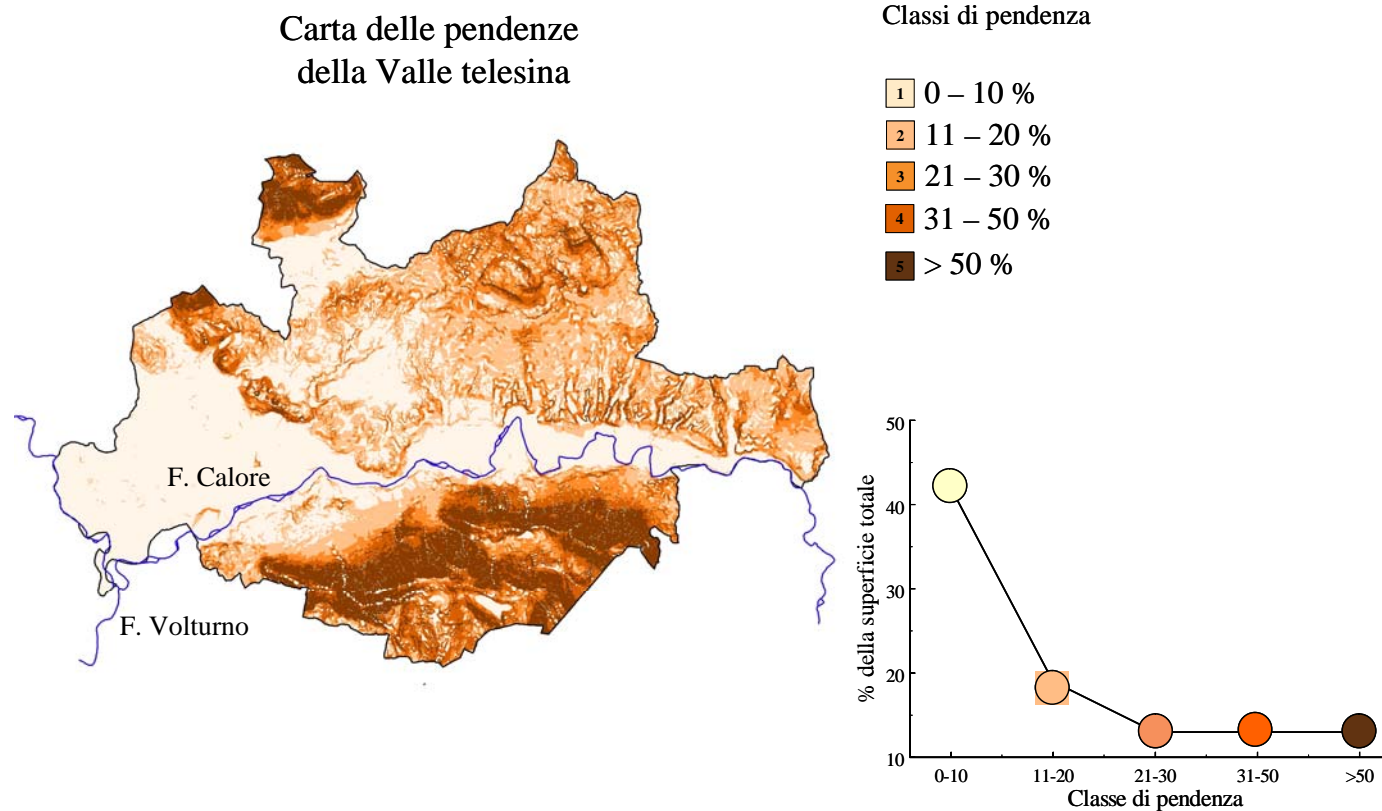 Carta delle pendenze
della Valle telesina
Classi di pendenza
1 0 – 10 %
2 11 – 20 %
3 21 – 30 %
4 31 – 50 %
5 > 50 %
F. Calore
F. Volturno
% della superficie totale
50
40
30
20
10
0-10 11-20 21-30 31-50 >50
Classe di pendenza